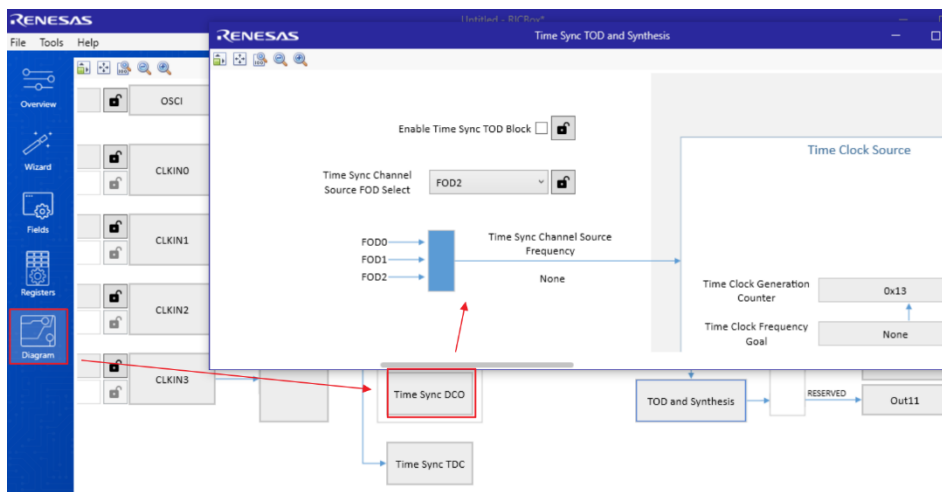 RENESAS
Untitled - RICBox*
File Tools Help
RENESAS
Time Sync TOD and Synthesis
Overview
Wizard
Fields
Registers
Diagram
OSCI
CLKIN0
CLKIN1
CLKIN2
CLKIN3
Enable Time Sync TOD Block
Time Sync Channel
Source FOD Select
FOD2
FOD0
FOD1
FOD2
Time Sync Channel Source
Frequency
None
Time Clock Source
Time Clock Generation
Counter
0x13
Time Clock Frequency
Goal
None
Time Sync DCO
TOD and Synthesis
RESERVED
Out11
Time Sync TDC